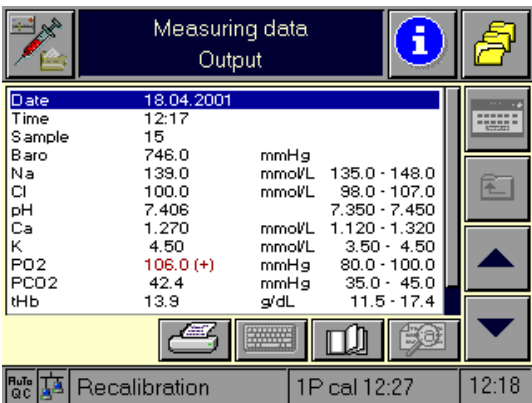 Measuring data
Output
i
Date 18.04.2001
Time 12:17
Sample 15
Baro 746.0 mmHg
Na 139.0 mmol/L 135.0 - 148.0
Cl 100.0 mmol/L 98.0 - 107.0
pH 7.406 7.350 - 7.450
Ca 1.270 mmol/L 1.120 - 1.320
K 4.50 mmol/L 3.50 - 4.50
PO2 106.0 (+) mmHg 80.0 - 100.0
PCO2 42.4 mmHg 35.0 - 45.0
tHb 13.9 g/dL 11.5 - 17.4
AuTo
QC
Recalibration 1P cal 12:27 12:18